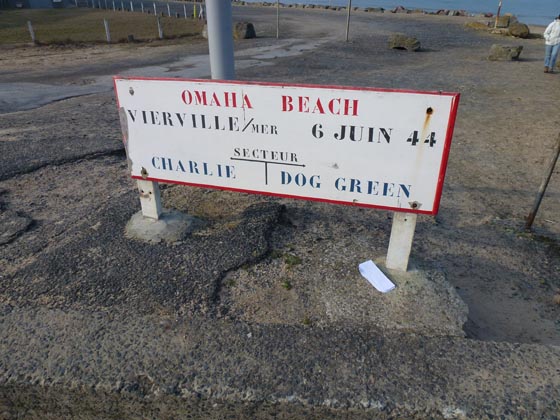 OMAHA BEACH
VIERVILLE/MER 6 JUIN 44
SECTEUR
CHARLIE DOG GREEN